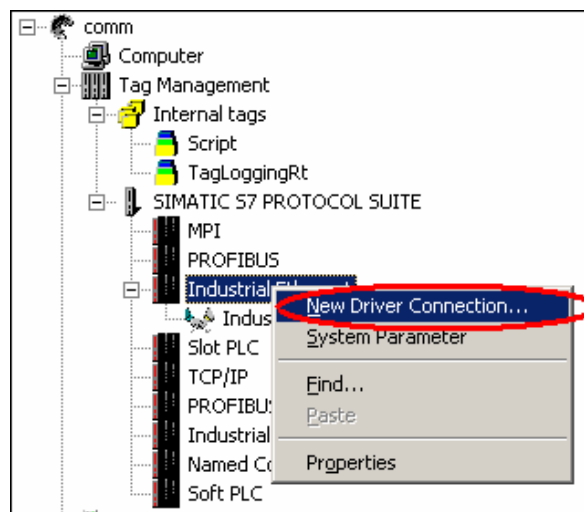 comm
Computer
Tag Management
Internal tags
Script
TagLoggingRt
SIMATIC S7 PROTOCOL SUITE
MPI
PROFIBUS
Industrial
New Driver Connection...
Indus
System Parameter
Slot PLC
TCP/IP
Find...
PROFIBU
Paste
Industrial
Named Co
Properties
Soft PLC